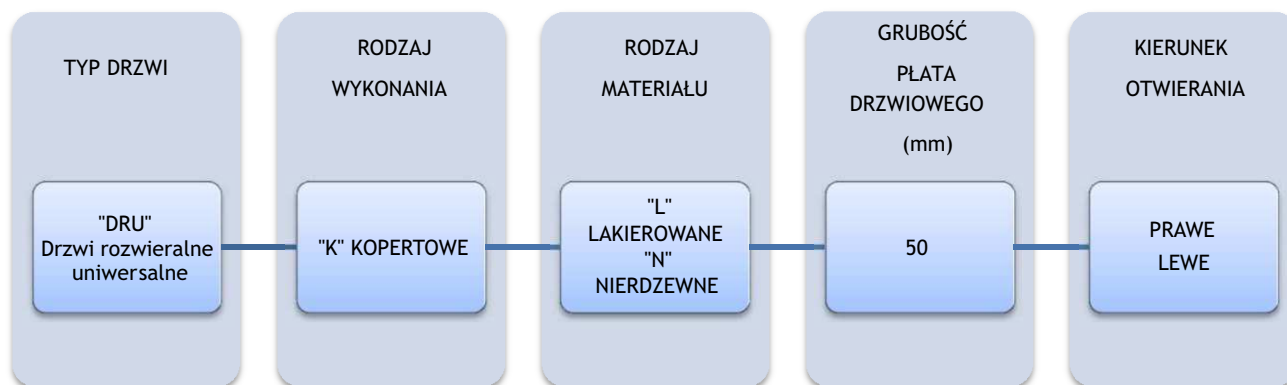 TYP DRZWI
RODZAJ
WYKONANIA
RODZAJ
MATERIAŁU
GRUBOŚĆ
PŁATA
DRZWIOWEGO
(mm)
KIERUNEK
OTWIERANIA
"DRU"
Drzwi rozwieralne
uniwersalne
"K" KOPERTOWE
"L"
LAKIEROWANE
"N"
NIERDZEWNE
50
PRAWE
LEWE